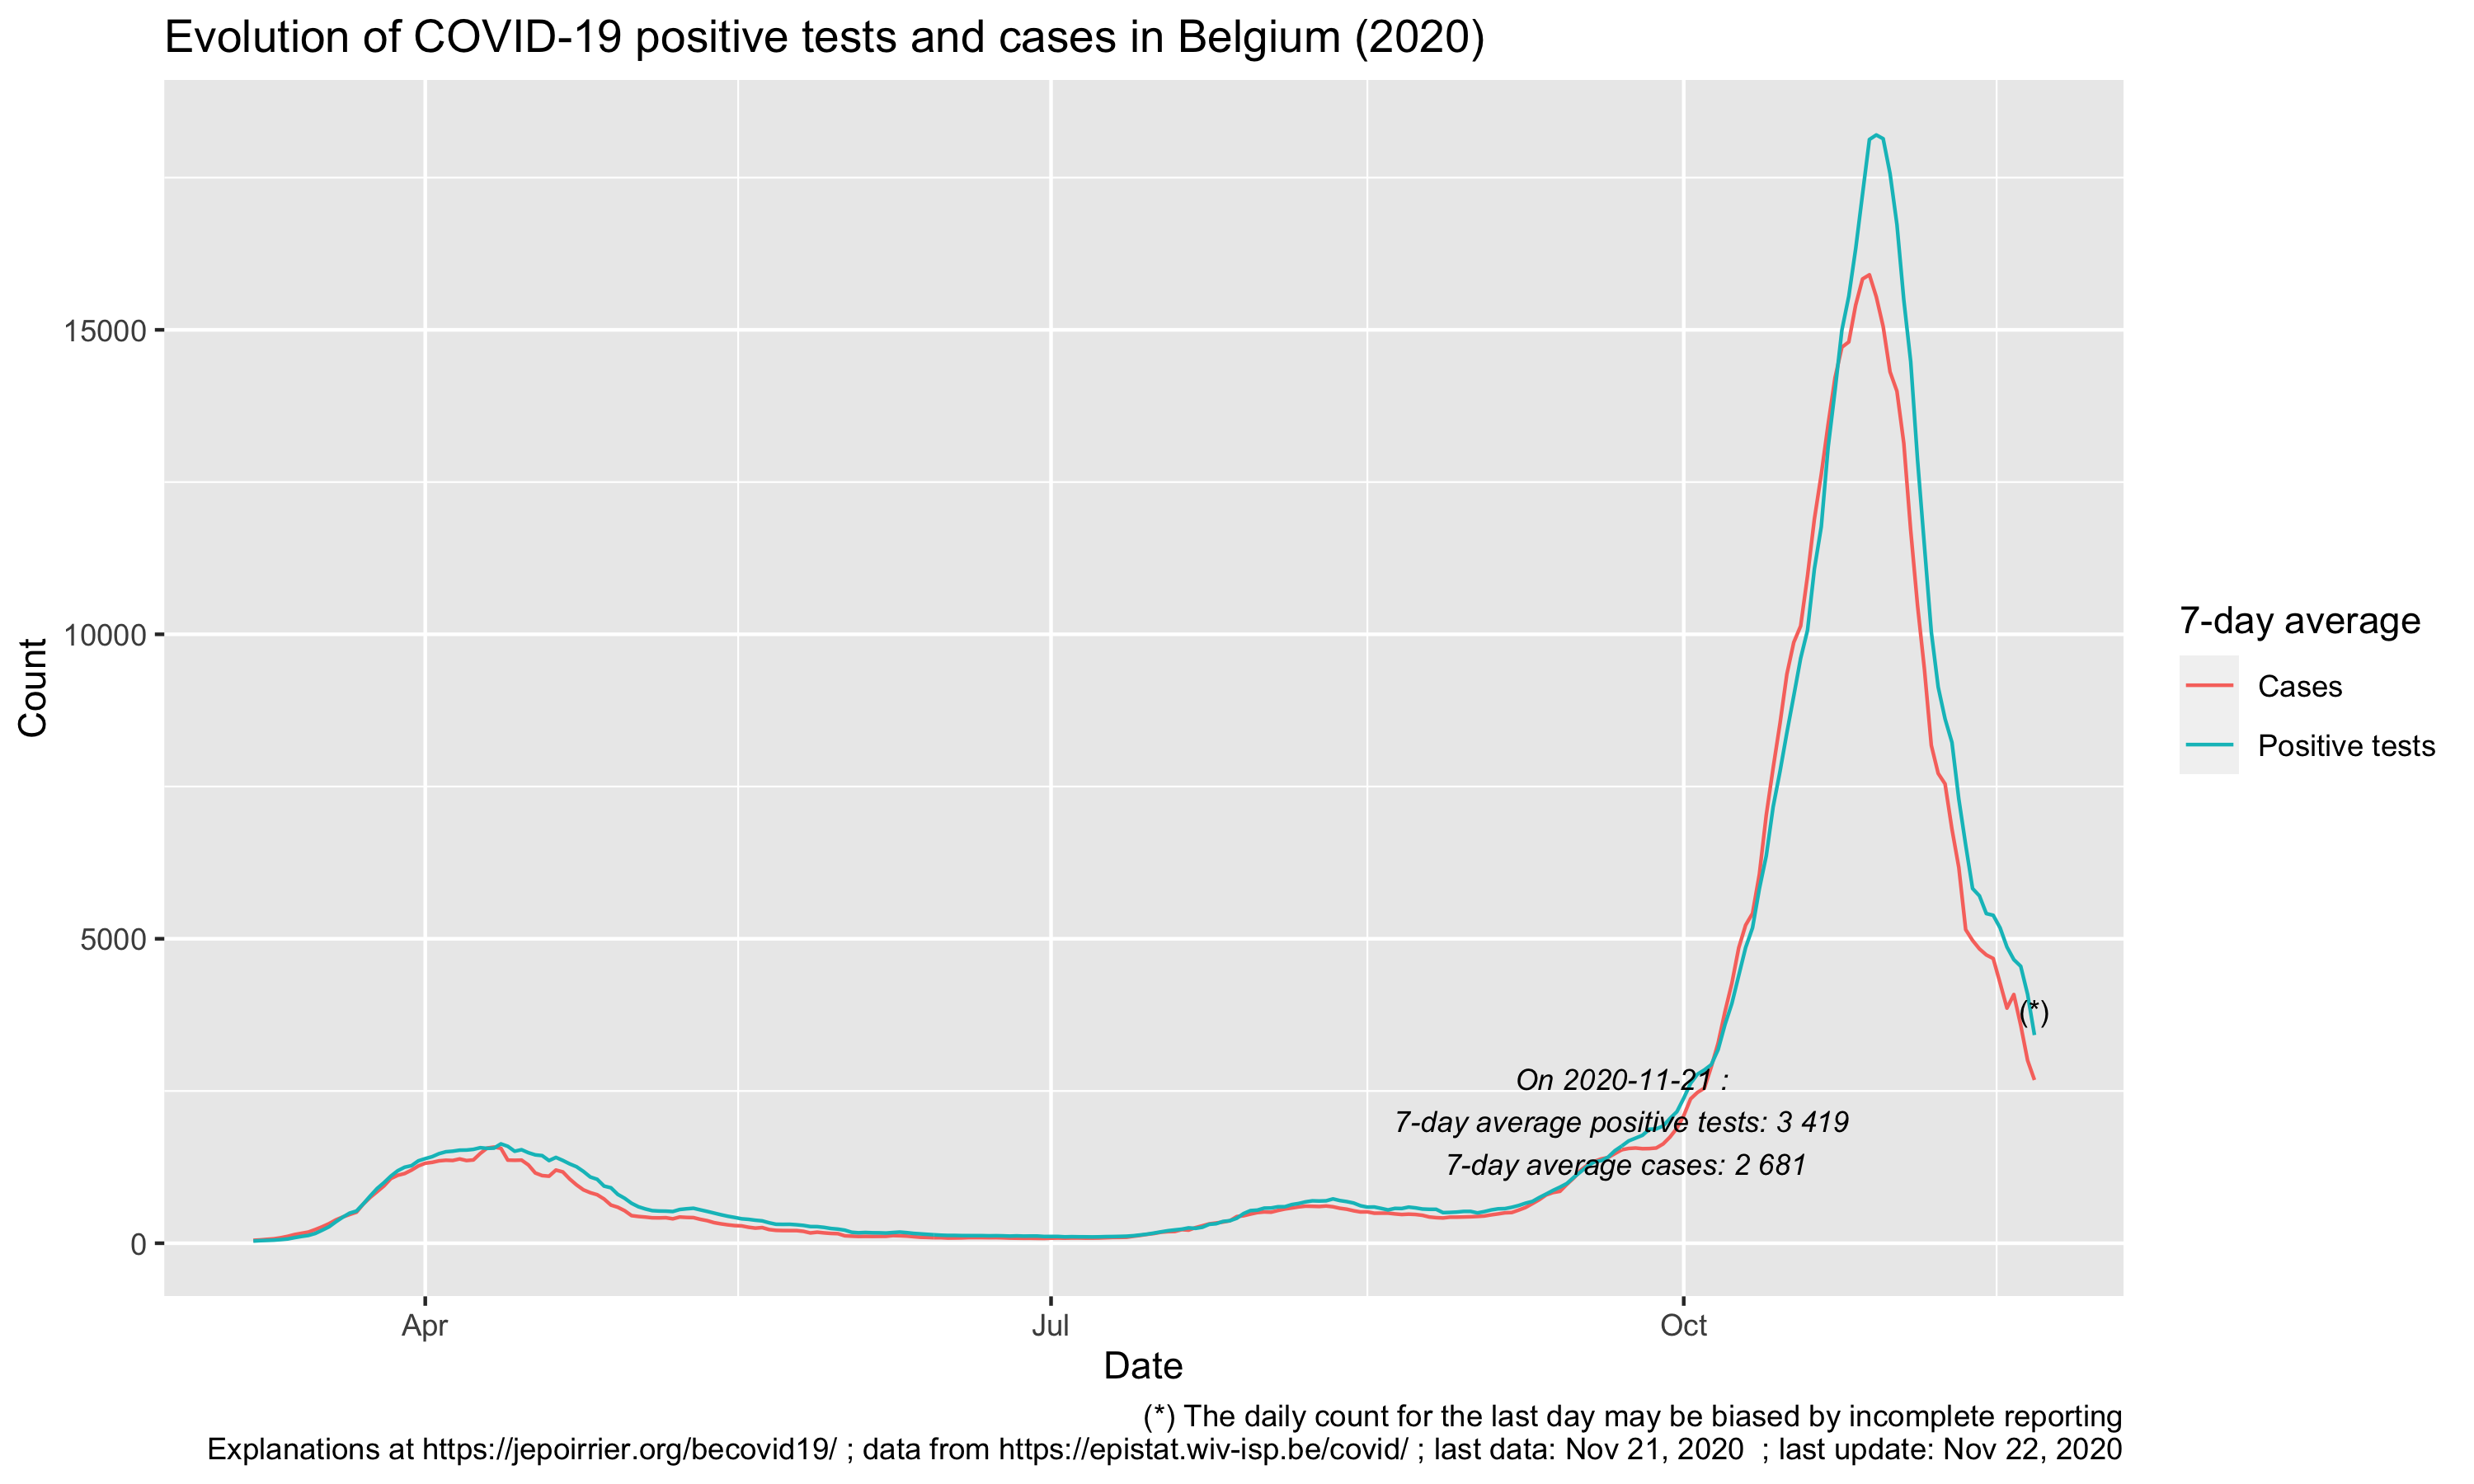 Evolution of COVID-19 positive tests and cases in Belgium (2020)
Count
15000
10000
5000
0
On 2020-11-21 :
7-day average positive tests: 3 419
7-day average cases: 2 681
(*)
7-day average
Cases
Positive tests
Apr
Jul
Oct
Date
(*) The daily count for the last day may be biased by incomplete reporting
Explanations at https://jepoirrier.org/becovid19/ ; data from https://epistat.wiv-isp.be/covid/ ; last data: Nov 21, 2020  ; last update: Nov 22, 2020